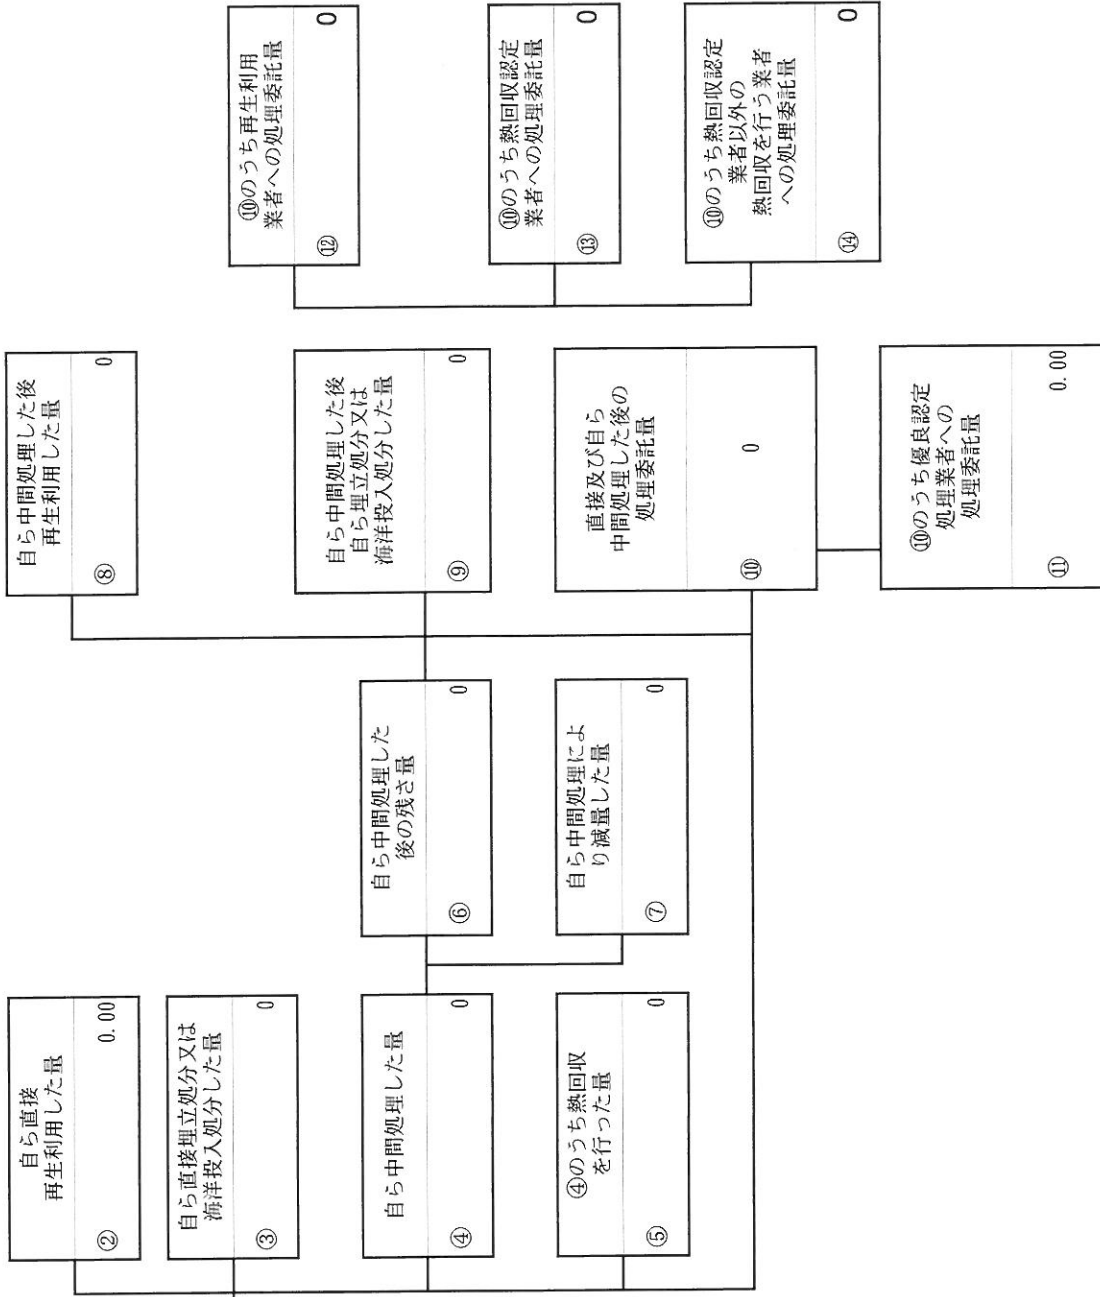 自ら直接
再生利用した量
② 0.00
自ら直接埋立処分又は
海洋投入処分した量
③ 0
自ら中間処理した量
④ 0
④のうち熱回収
を行った量
⑤ 0
自ら中間処理した
後の残さ量
⑥ 0
自ら中間処理によ
り減量した量
⑦ 0
自ら中間処理した後
再生利用した量
⑧ 0
自ら中間処理した後
自ら埋立処分又は
海洋投入処分した量
⑨ 0
直接及び自ら
中間処理した後の
処理委託量
⑩ 0
⑩のうち優良認定
処理業者への
処理委託量
⑪ 0.00
⑩のうち再生利用
業者への処理委託量
⑫ 0
⑩のうち熱回収認定
業者への処理委託量
⑬ 0
⑩のうち熱回収認定
業者以外の
熱回収を行う業者
への処理委託量
⑭ 0